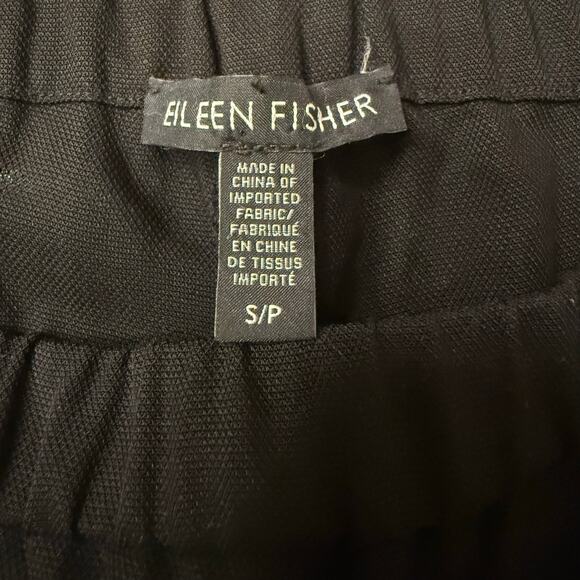 EILEEN FISHER
MADE IN
CHINA OF
IMPORTED
FABRIC/
FABRIQUÉ
EN CHINE
DE TISSUS
IMPORTÉ
S/P